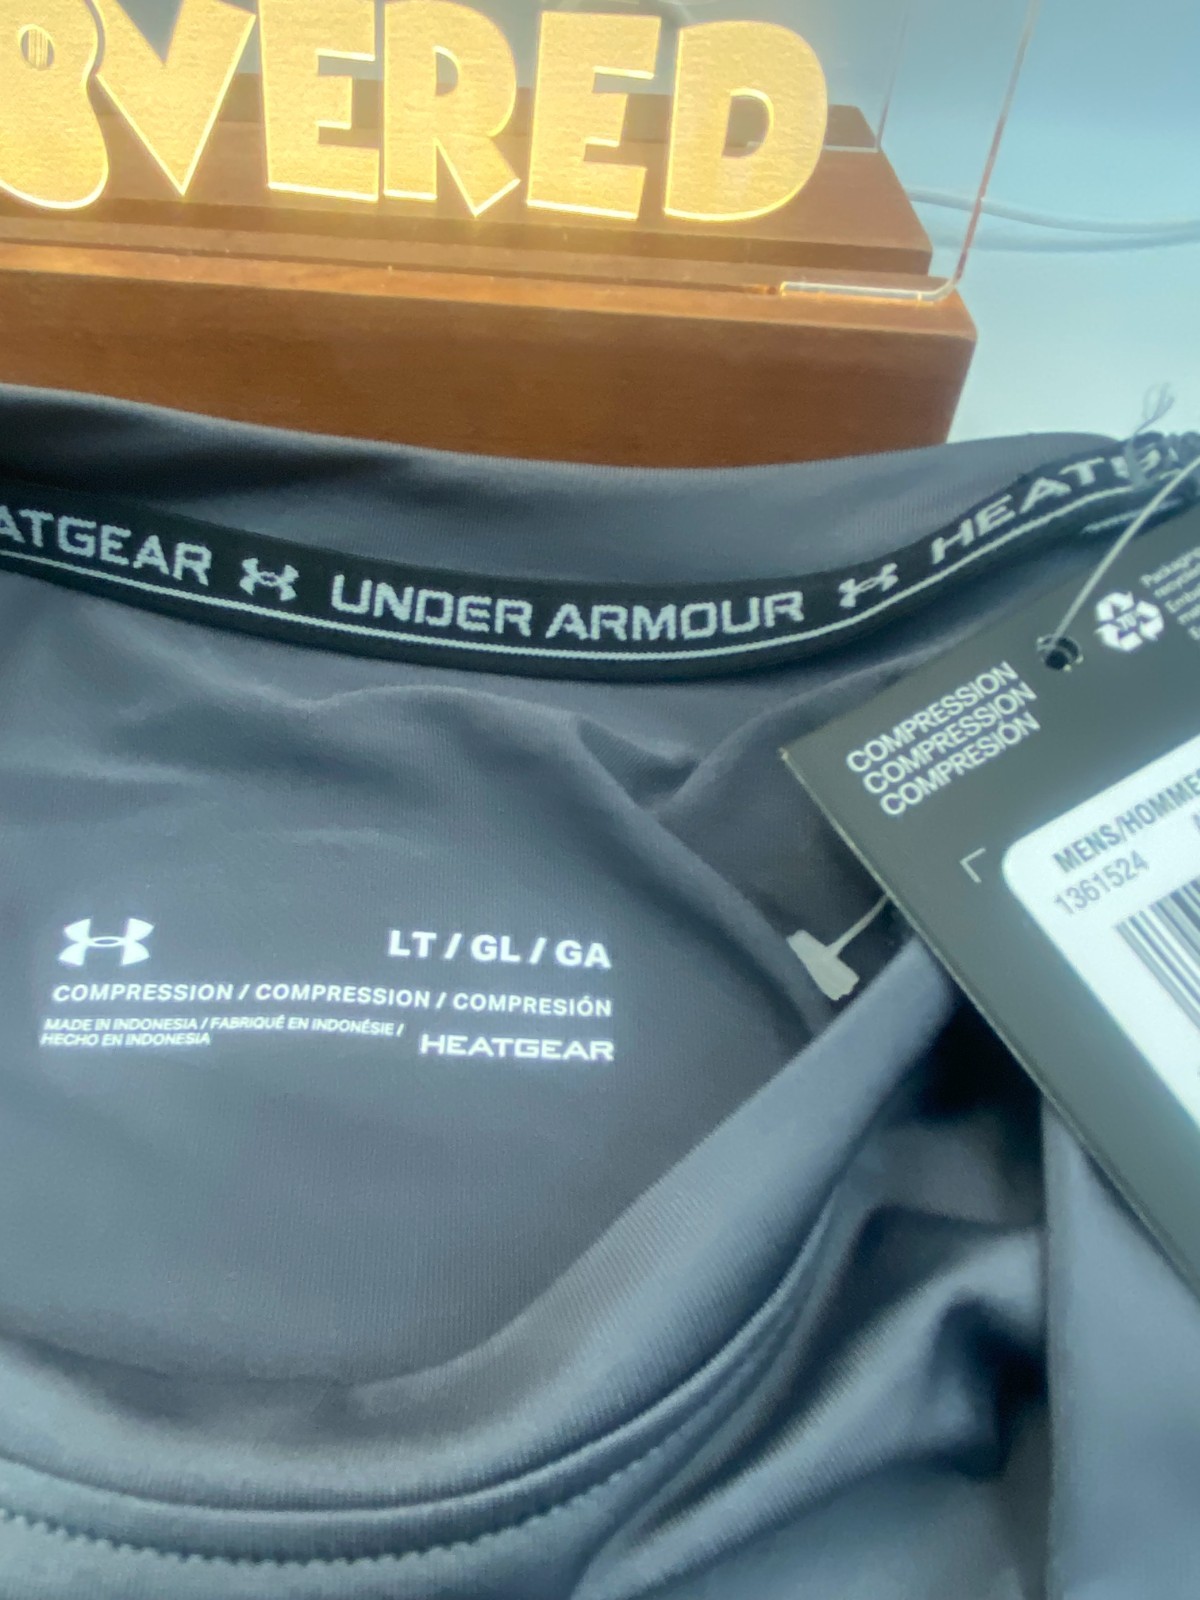 VERED
ATGEAR UNDER ARMOUR HEATG
COMPRESSION
COMPRESSION
COMPRESIÓN
MENS/HOMME
1361524
LT / GL / GA
COMPRESSION / COMPRESSION / COMPRESIÓN
MADE IN INDONESIA / FABRIQUÉ EN INDONÉSIE /
HECHO EN INDONESIA
HEATGEAR